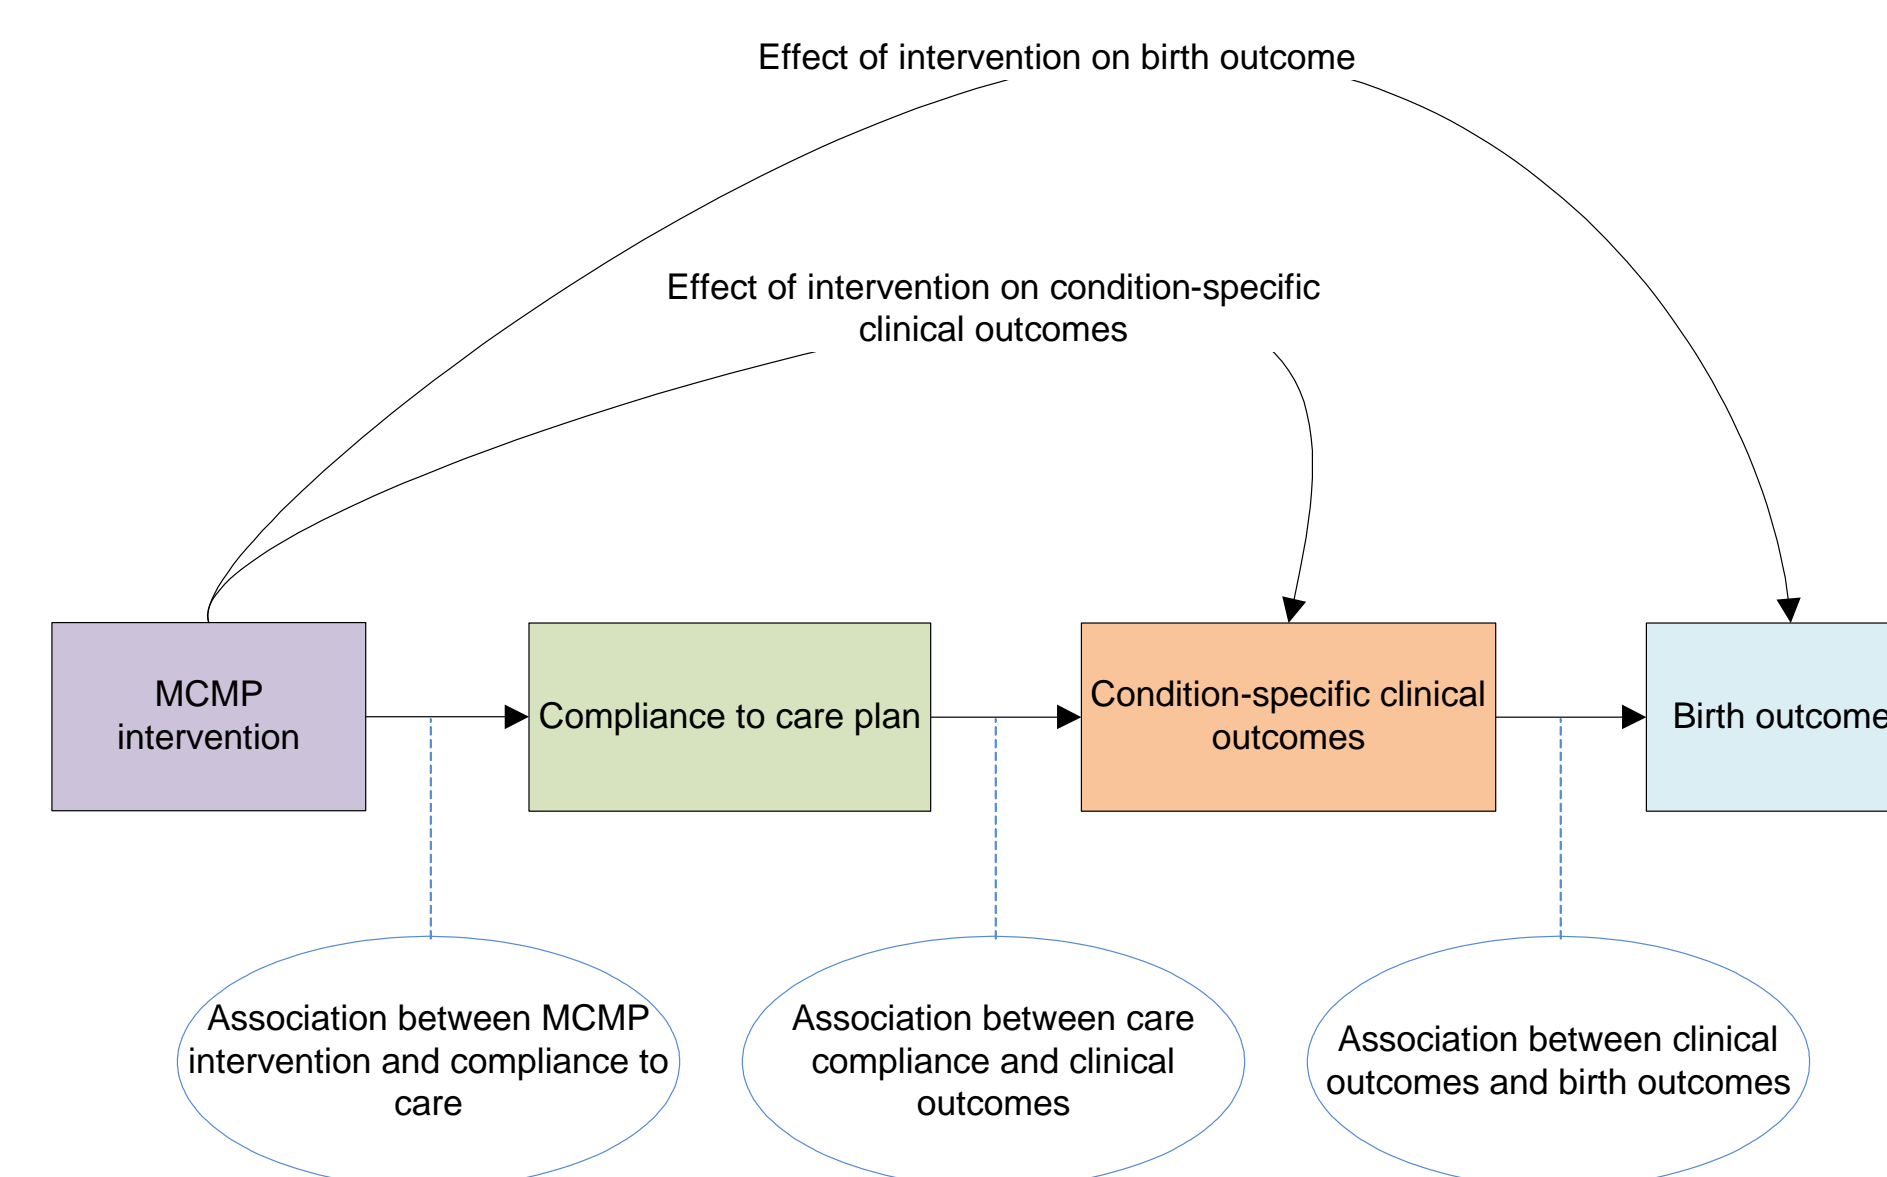 Effect of intervention on birth outcome
Effect of intervention on condition-specific
clinical outcomes
MCMP
intervention
Compliance to care plan
Condition-specific clinical
outcomes
Birth outcome
Association between MCMP
intervention and compliance to
care
Association between care
compliance and clinical
outcomes
Association between clinical
outcomes and birth outcomes